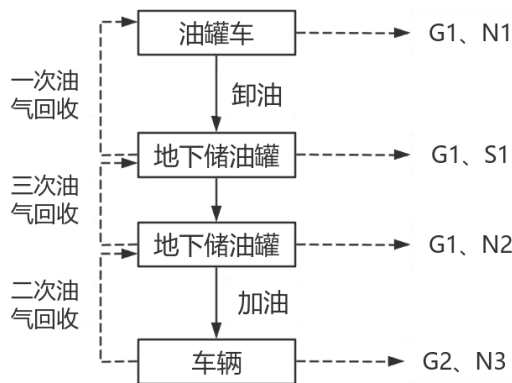 油罐车
G1、N1
一次油
气回收
卸油
地下储油罐
G1、S1
三次油
气回收
地下储油罐
G1、N2
二次油
气回收
加油
车辆
G2、N3